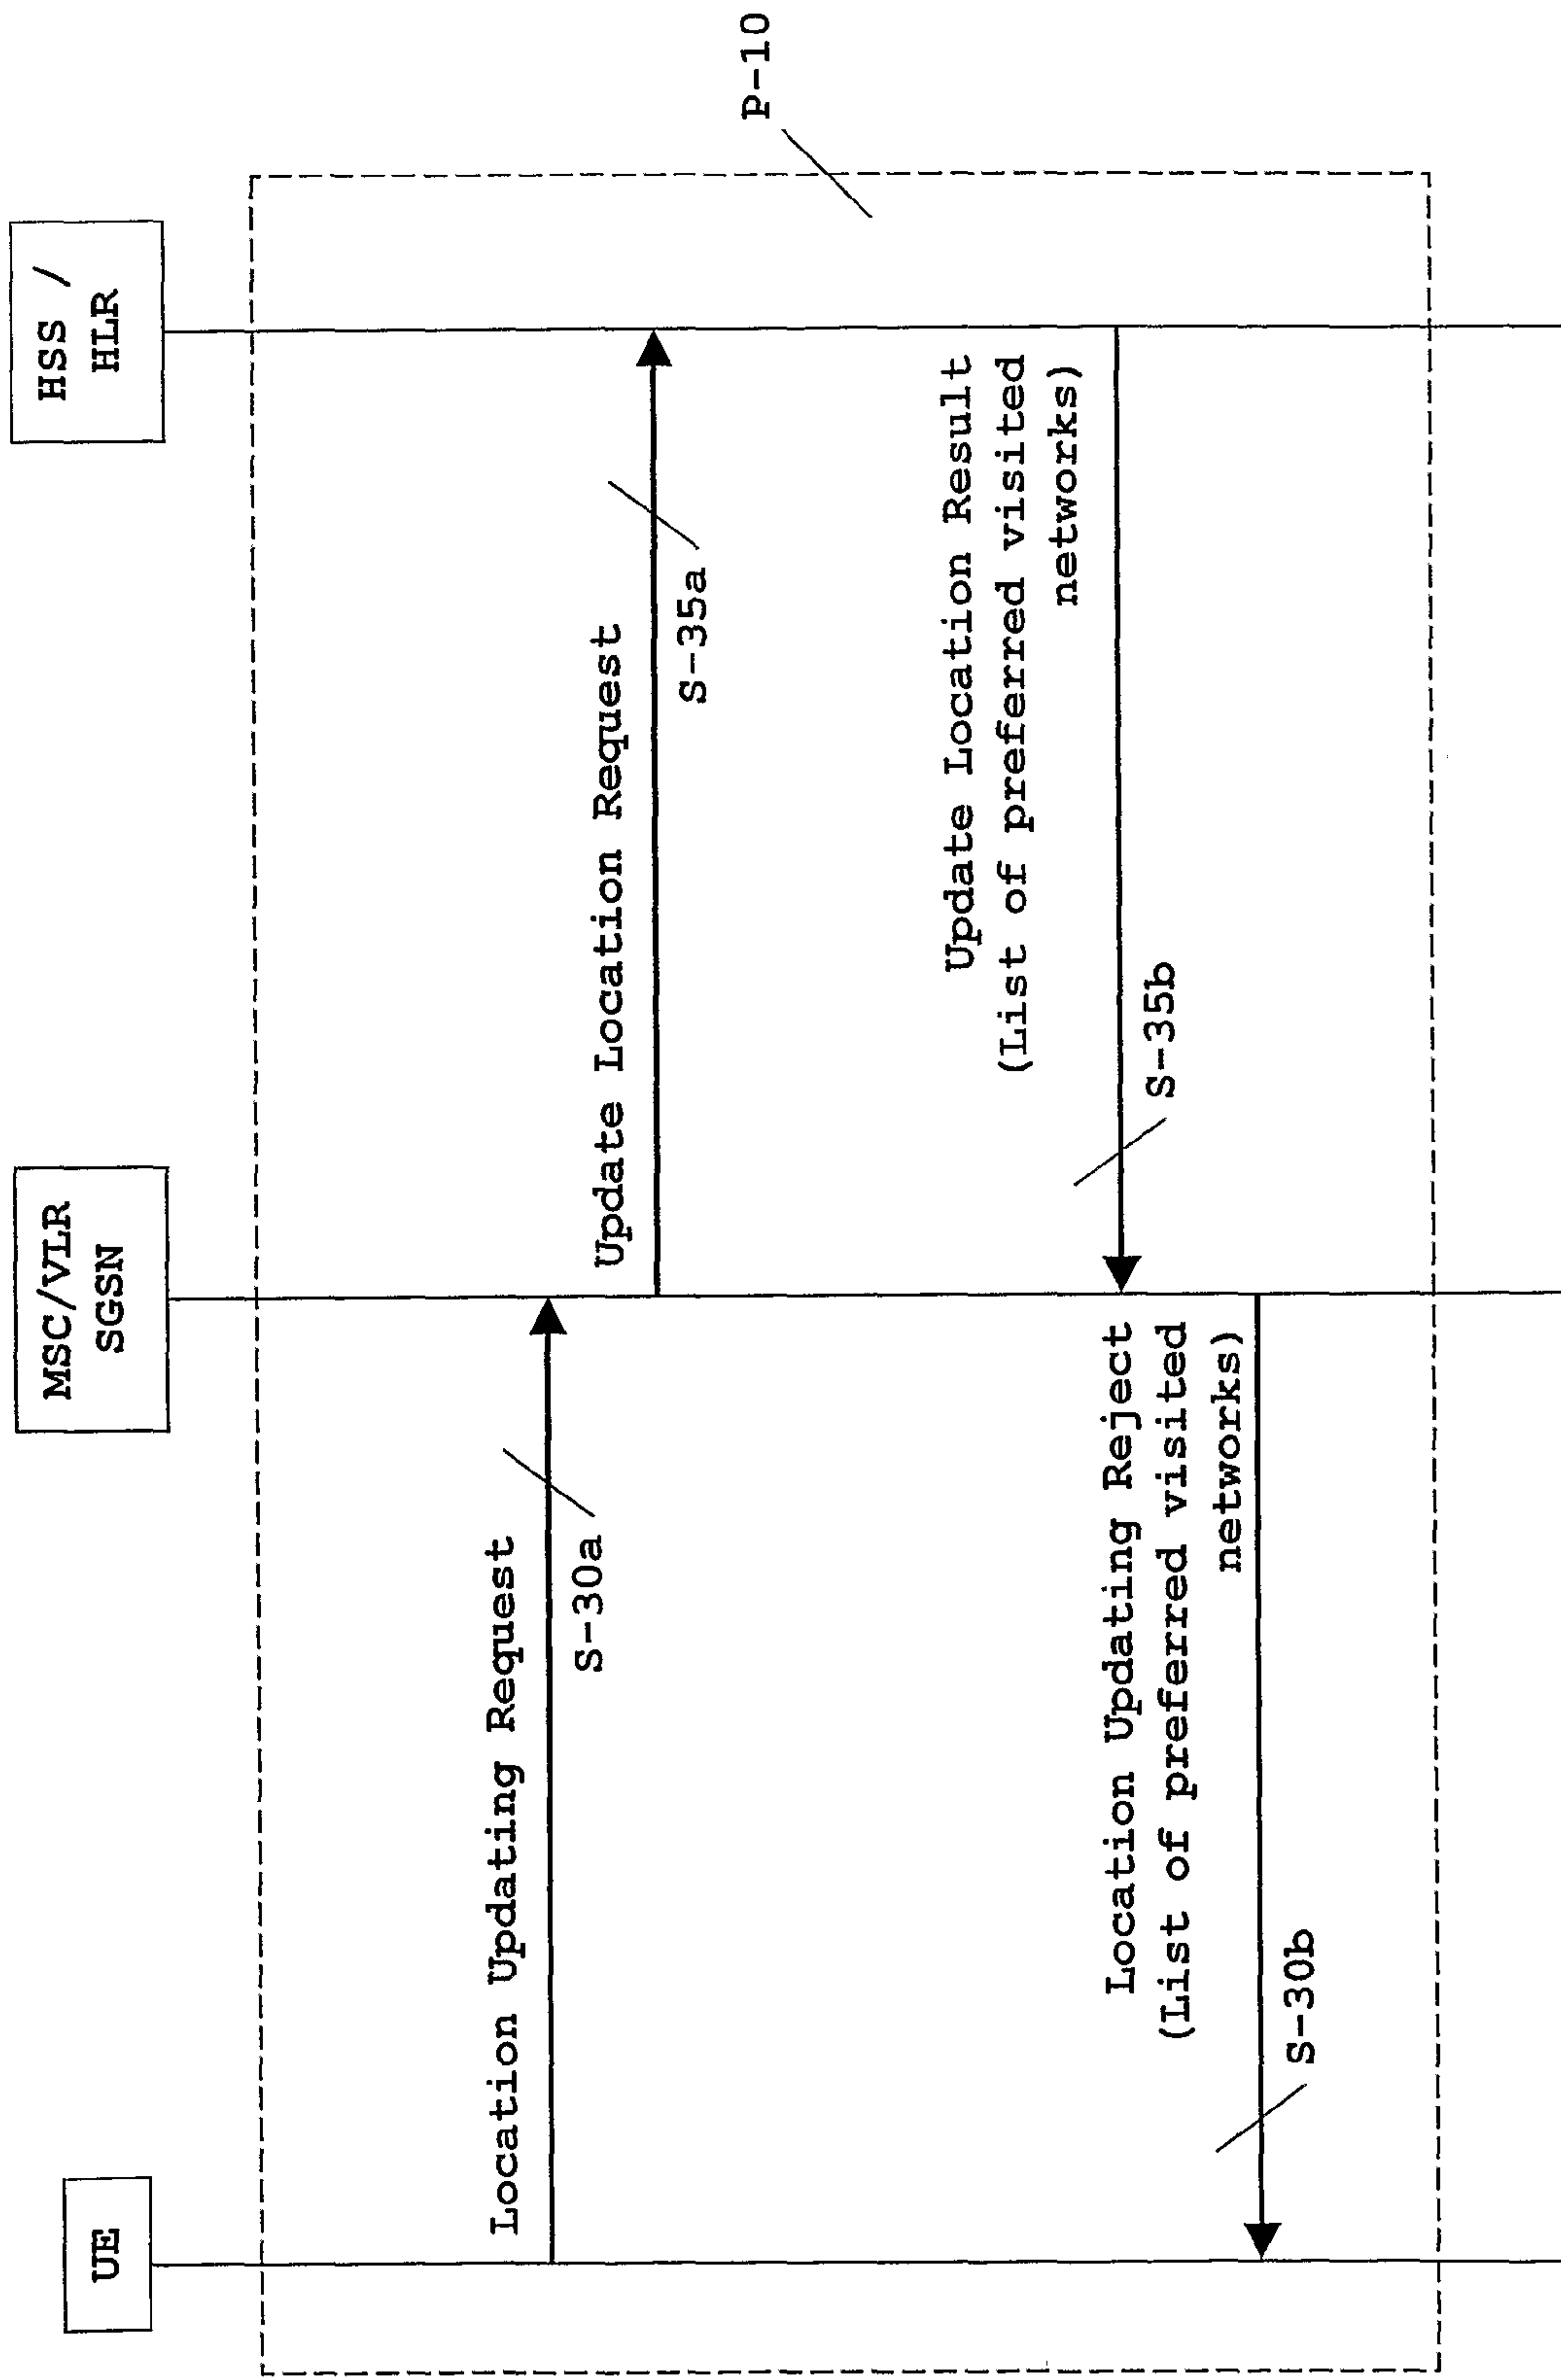 UE
MSC/VLR
SGSN
HSS /
HLR
Location Updating Request
S-30a
Update Location Request
S-35a
P-10
Update Location Result
(List of preferred visited
networks)
S-35b
Location Updating Reject
(List of preferred visited
networks)
S-30b